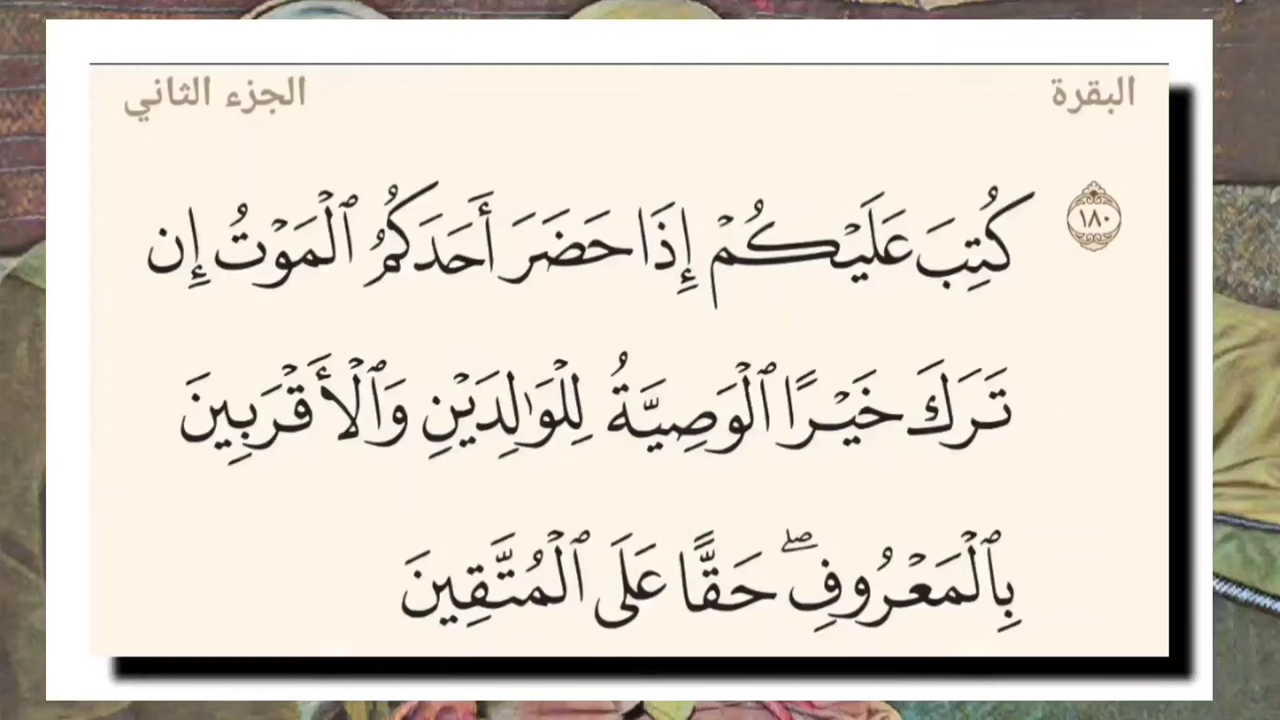 البقرة الجزء الثاني
١٨٠ كُتِبَ عَلَيْكُمْ إِذَا حَضَرَ أَحَدَكُمُ ٱلْمَوْتُ إِن
تَرَكَ خَيْرًا ٱلْوَصِيَّةُ لِلْوَٰلِدَيْنِ وَٱلْأَقْرَبِينَ
بِٱلْمَعْرُوفِ ۖ حَقًّا عَلَى ٱلْمُتَّقِينَ